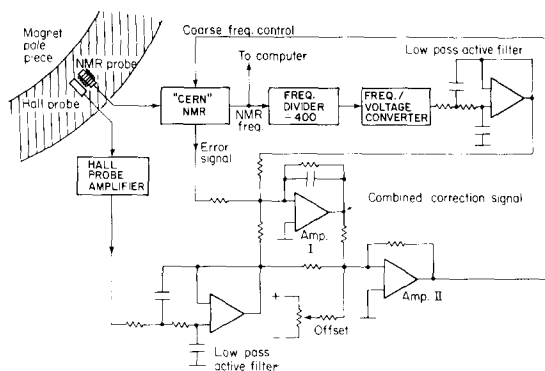 Magnet
pole
piece
NMR probe
Hall probe
Coarse freq. control
To computer
Low pass active filter
"CERN"
NMR
NMR
freq.
FREQ.
DIVIDER
÷400
FREQ./
VOLTAGE
CONVERTER
Error
signal
HALL
PROBE
AMPLIFIER
Combined correction signal
Amp.
I
Amp. II
+
−
Offset
Low pass
active filter